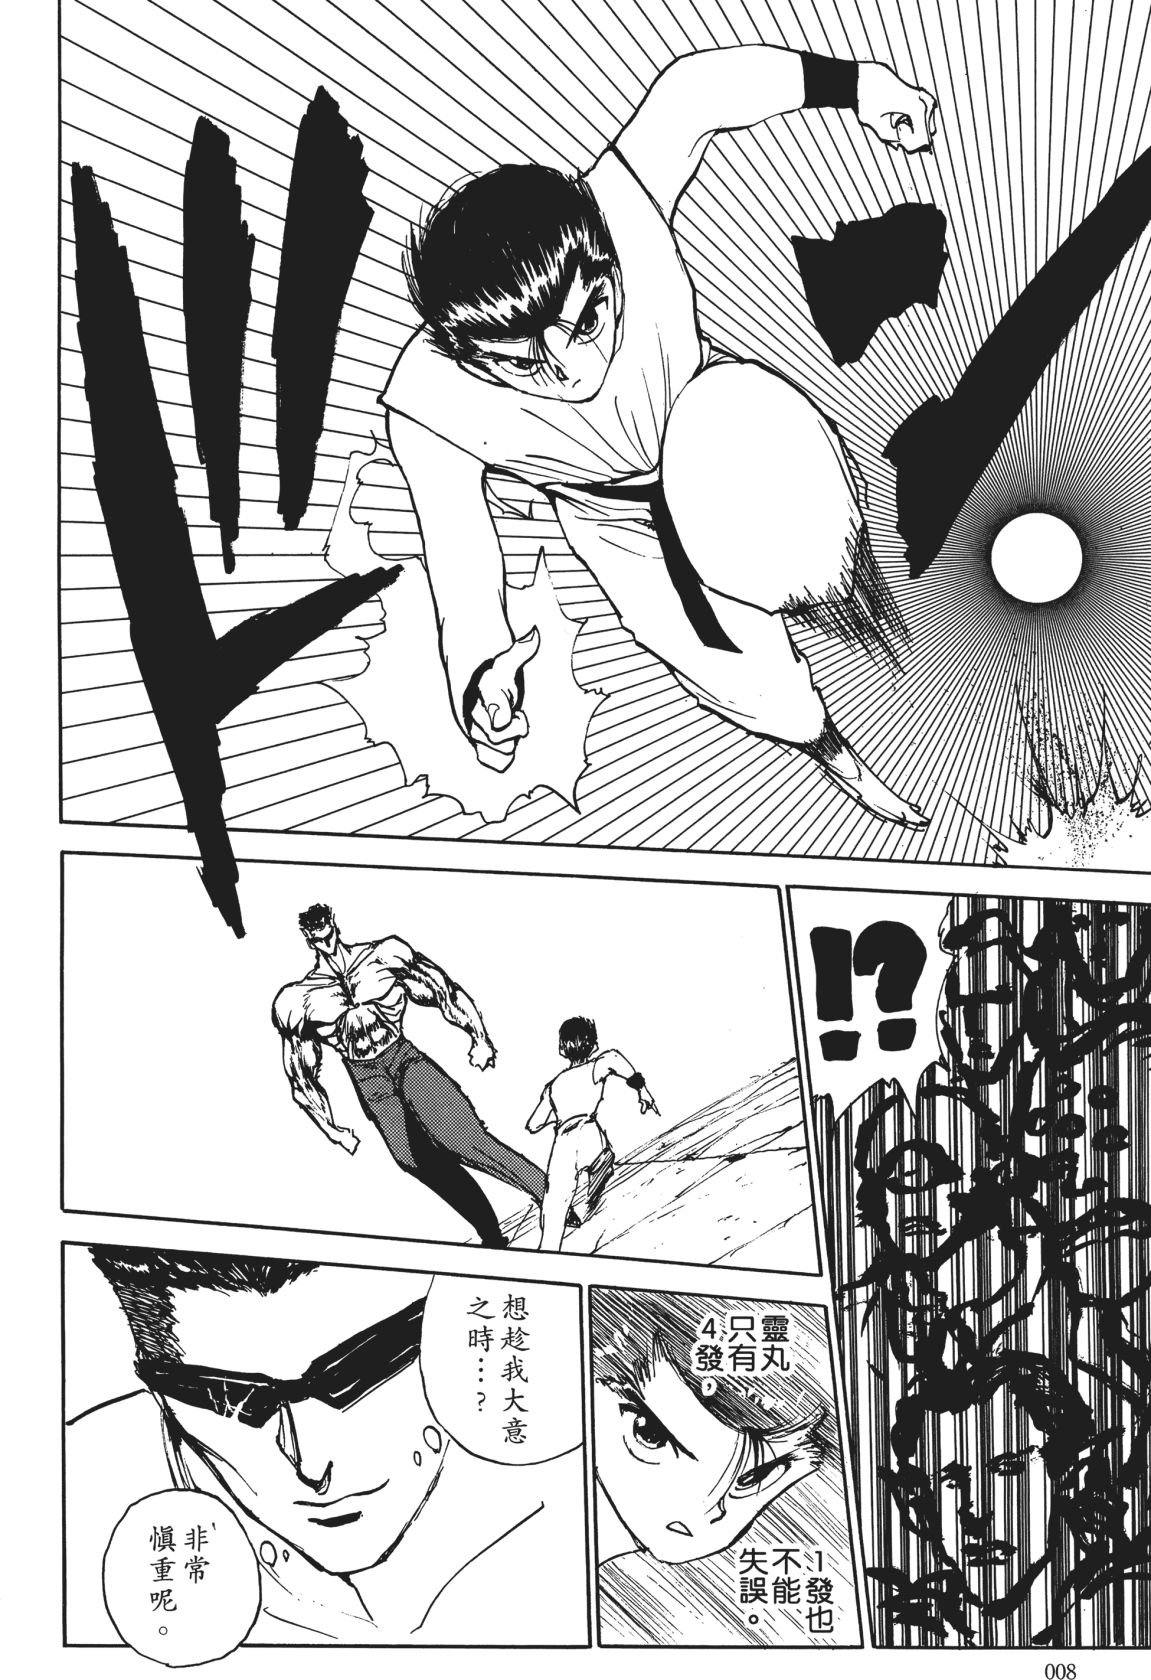 !?
靈丸
只有
4發，
1發也
不能
失誤。
想趁我大意
之時…?
非常
慎重呢。
008